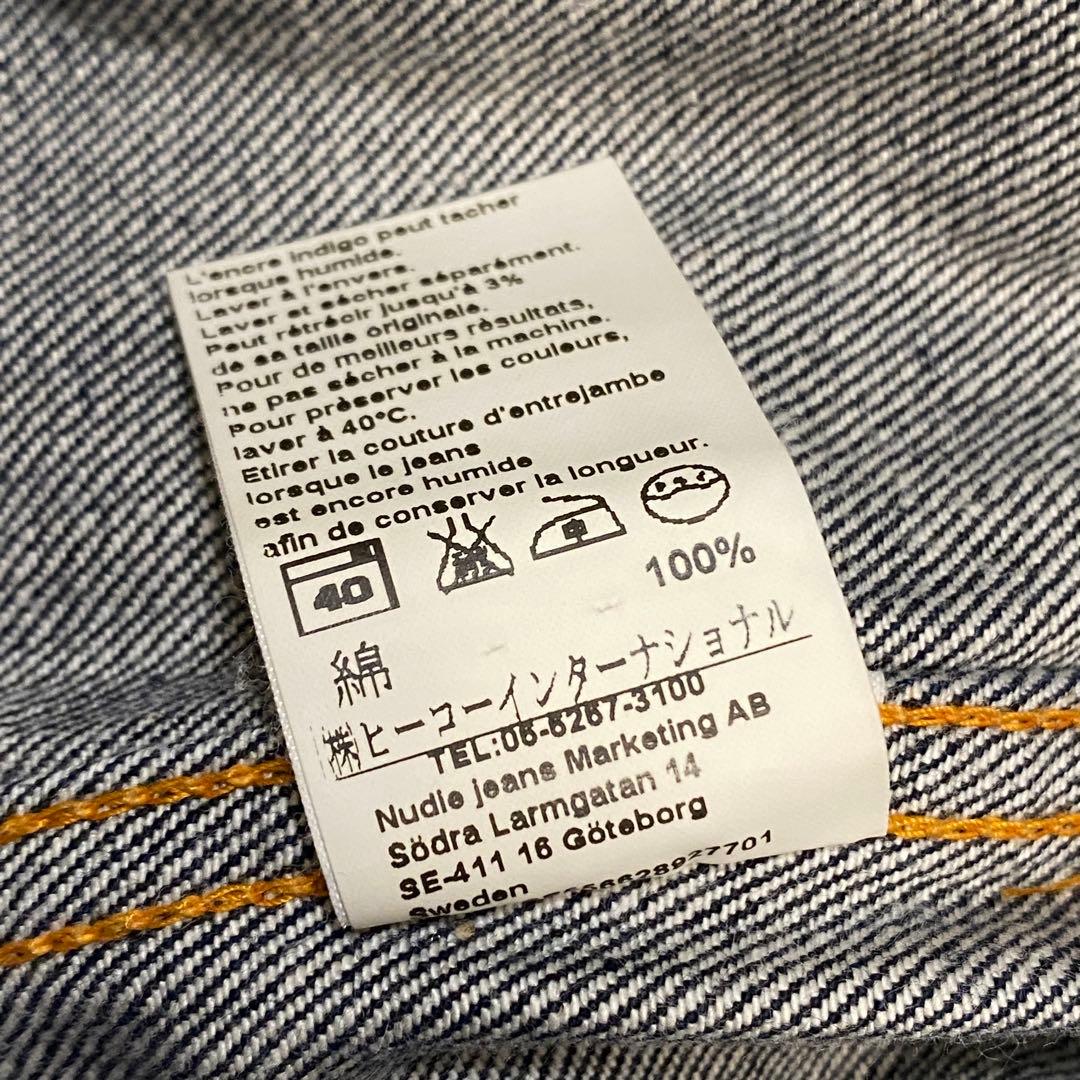 L'encre indigo peut tacher
lorsque humide.
Laver à l'envers.
Laver et sécher séparément.
Peut rétrécir jusqu'à 3%
de sa taille originale.
Pour de meilleurs résultats,
ne pas sécher à la machine.
Pour préserver les couleurs,
laver à 40°C.
Etirer la couture d'entrejambe
lorsque le jeans
est encore humide
afin de conserver la longueur.
40 中
綿 100%
㈱ヒーコーインターナショナル
TEL:06-6267-3100
Nudie jeans Marketing AB
Södra Larmgatan 14
SE-411 16 Göteborg
Sweden